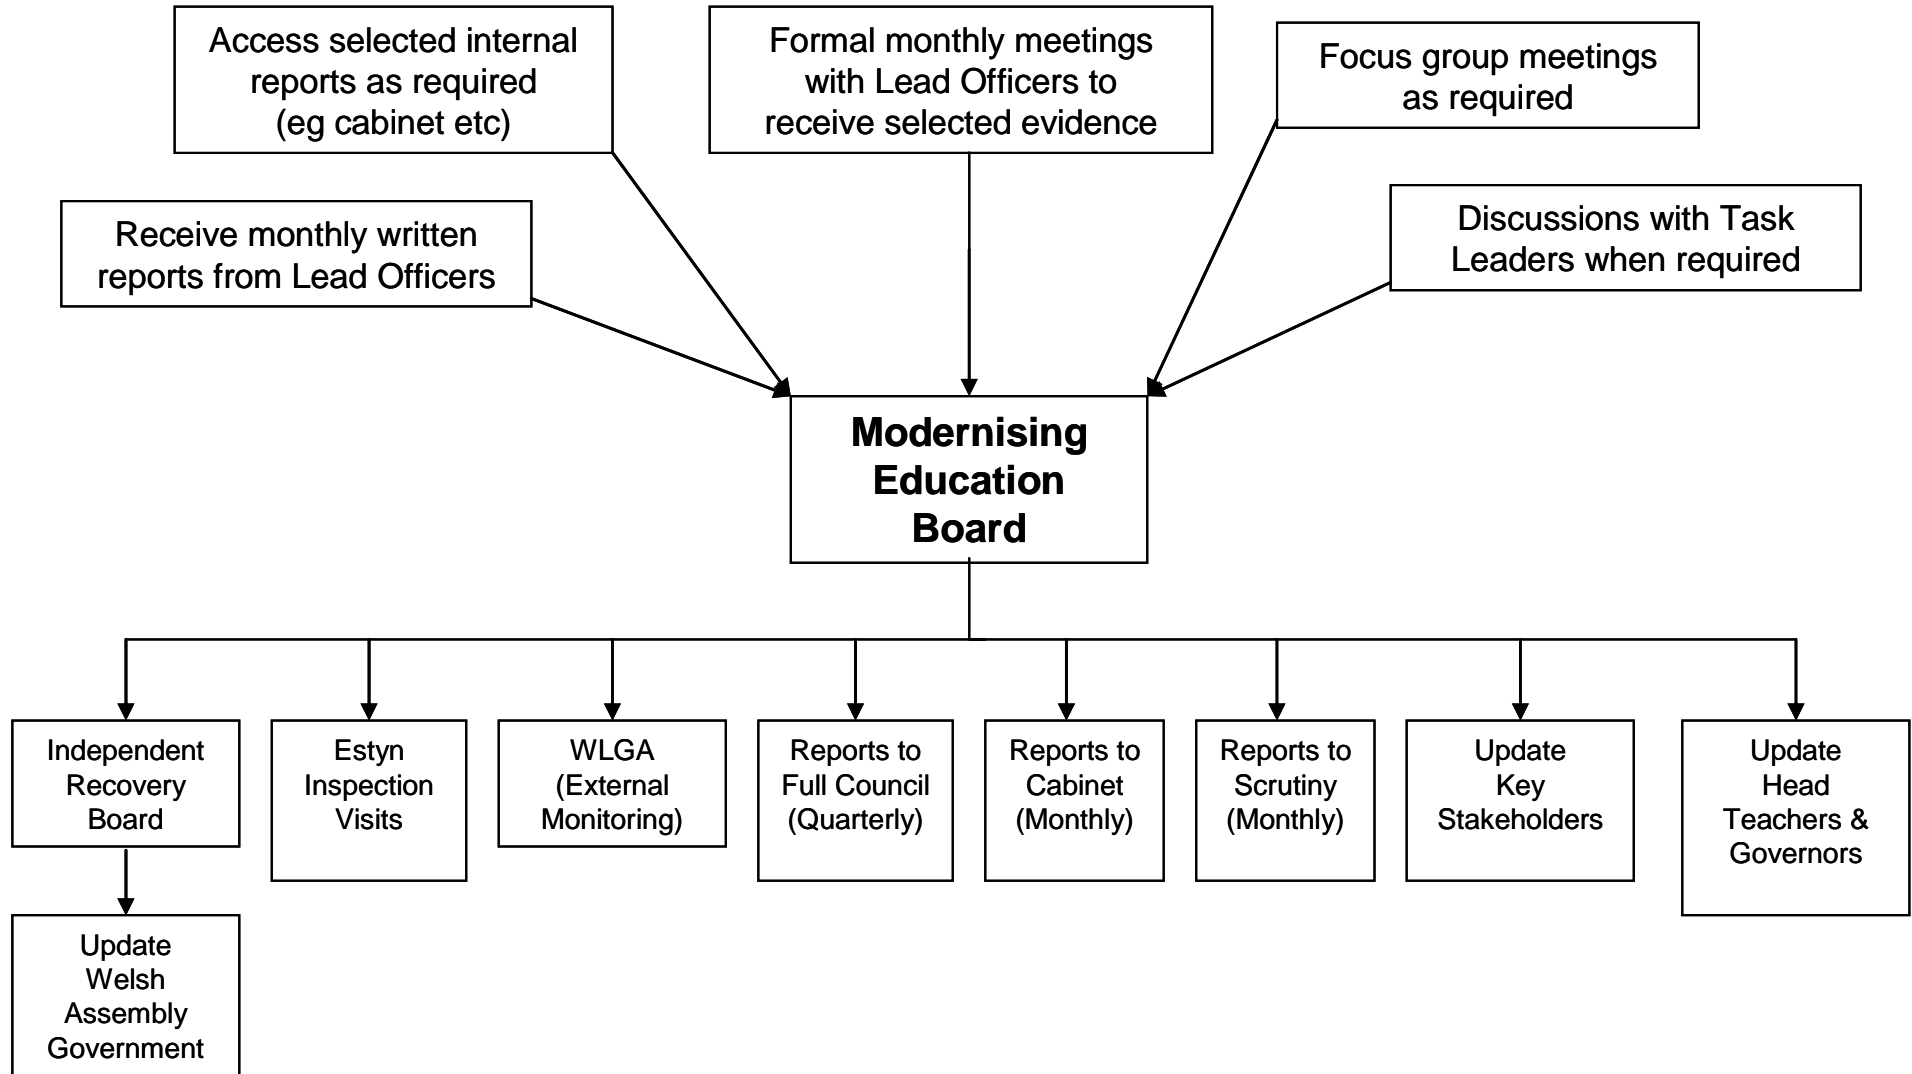 Access selected internal
reports as required
(eg cabinet etc)
Formal monthly meetings
with Lead Officers to
receive selected evidence
Focus group meetings
as required
Receive monthly written
reports from Lead Officers
Discussions with Task
Leaders when required
Modernising
Education
Board
Independent
Recovery
Board
Estyn
Inspection
Visits
WLGA
(External
Monitoring)
Reports to
Full Council
(Quarterly)
Reports to
Cabinet
(Monthly)
Reports to
Scrutiny
(Monthly)
Update
Key
Stakeholders
Update
Head
Teachers &
Governors
Update
Welsh
Assembly
Government